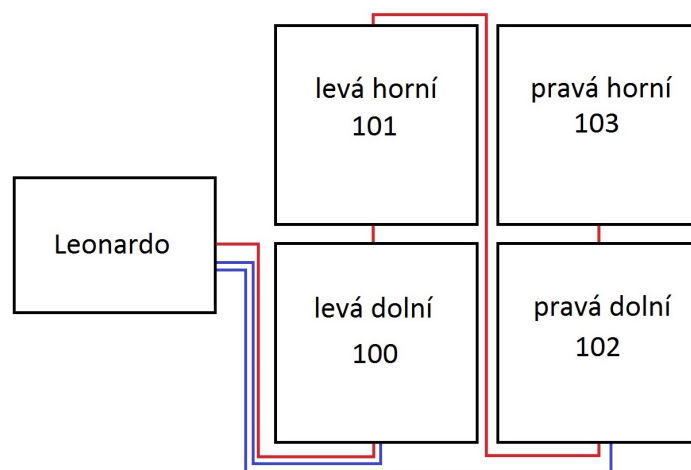 levá horní
101
pravá horní
103
Leonardo
levá dolní
100
pravá dolní
102